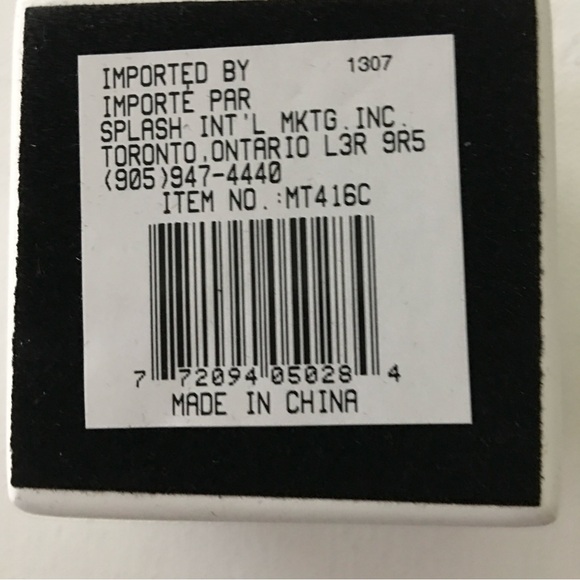 IMPORTED BY 1307
IMPORTÉ PAR
SPLASH INT'L MKTG.INC.
TORONTO,ONTARIO L3R 9R5
(905)947-4440
ITEM NO.:MT416C
7 72094 05028 4
MADE IN CHINA